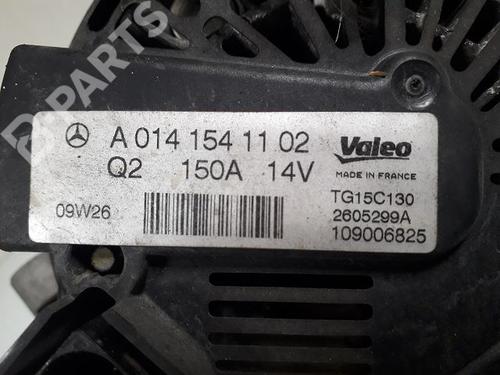 B-PARTS
A 014 154 11 02
Valeo
Q2 150A 14V
MADE IN FRANCE
TG15C130
09W26
2605299A
109006825